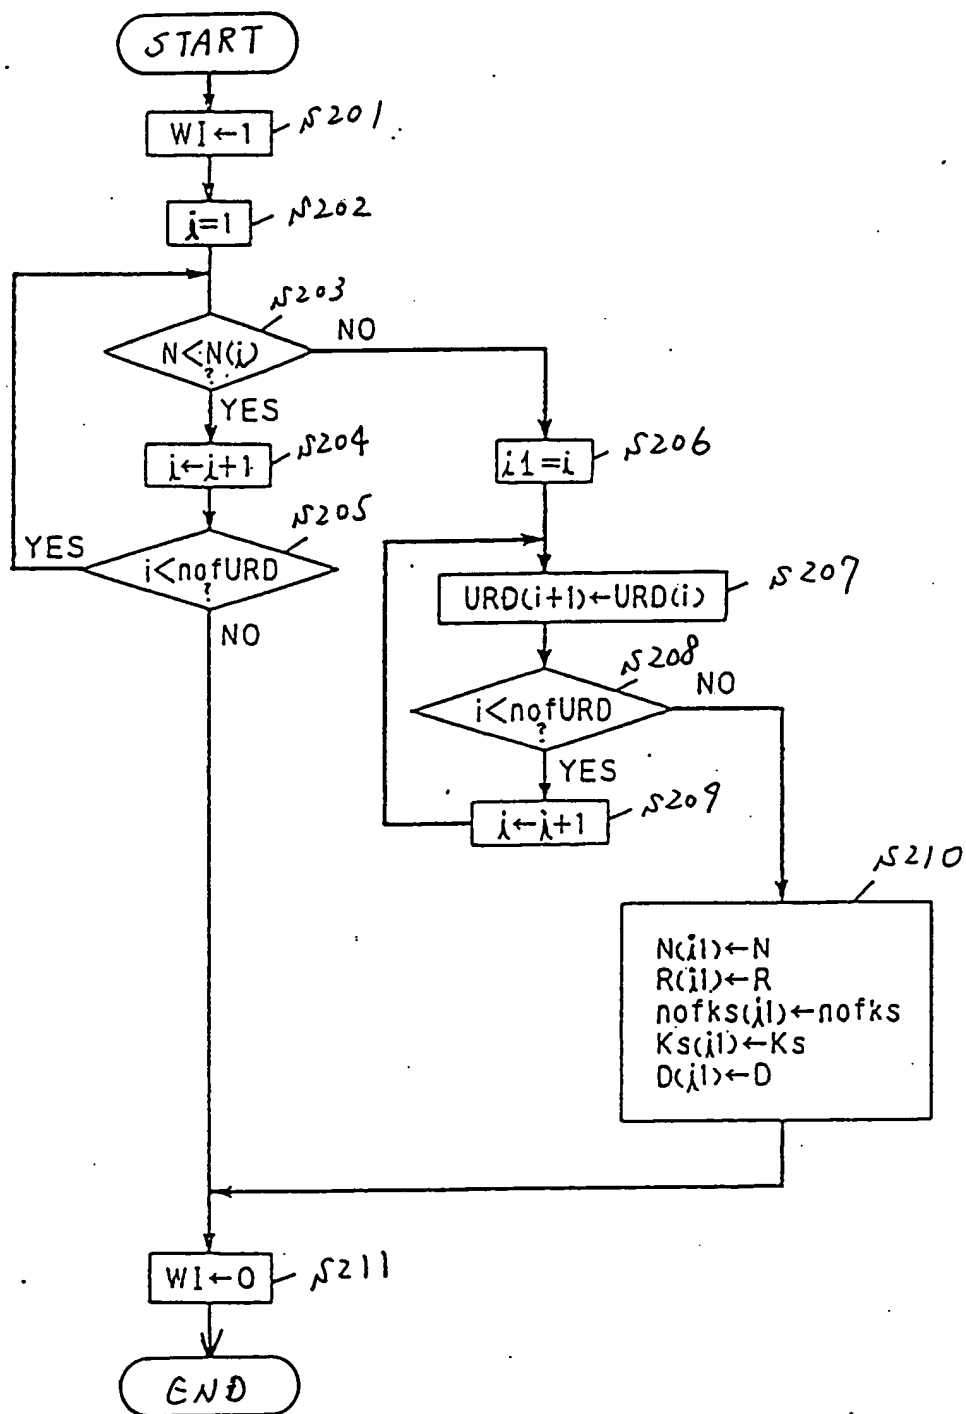 START
WI←1
S201
i=1
S202
S203
N<N(i)
?
NO
YES
i←i+1
S204
S205
i<nofURD
?
YES
NO
i1=i
S206
URD(i+1)←URD(i)
S207
S208
i<nofURD
?
NO
YES
i←i+1
S209
S210
N(i1)←N
R(i1)←R
nofks(i1)←nofks
Ks(i1)←Ks
D(i1)←D
WI←0
S211
END